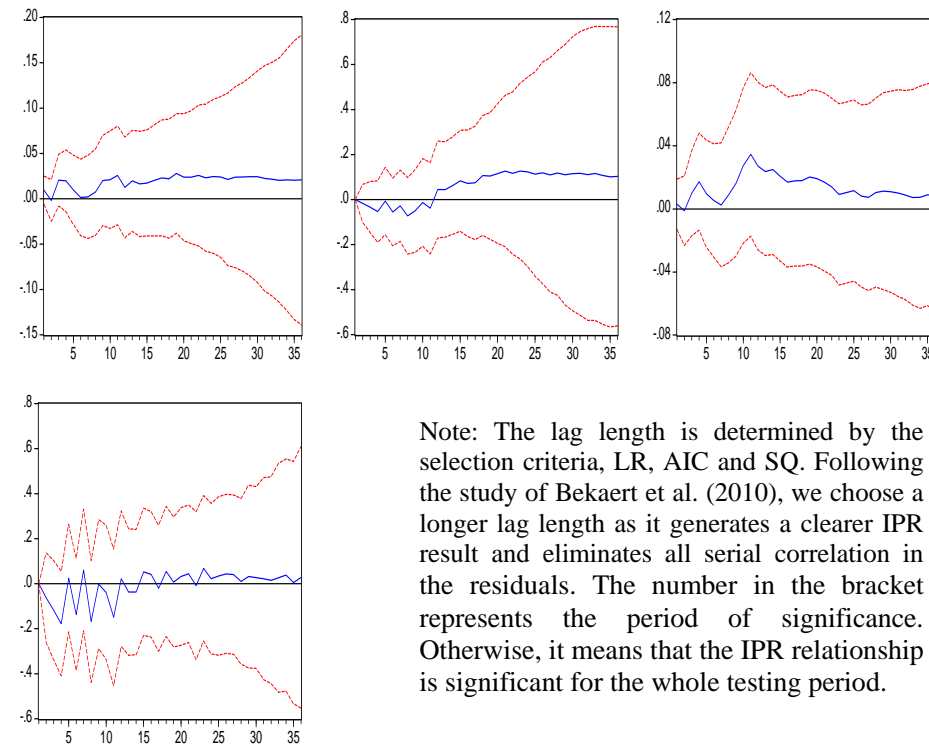 .20
.15
.10
.05
.00
-.05
-.10
-.15
5 10 15 20 25 30 35
.8
.6
.4
.2
.0
-.2
-.4
-.6
5 10 15 20 25 30 35
.12
.08
.04
.00
-.04
-.08
5 10 15 20 25 30 35
.8
.6
.4
.2
.0
-.2
-.4
-.6
5 10 15 20 25 30 35
Note: The lag length is determined by the
selection criteria, LR, AIC and SQ. Following
the study of Bekaert et al. (2010), we choose a
longer lag length as it generates a clearer IPR
result and eliminates all serial correlation in
the residuals. The number in the bracket
represents the period of significance.
Otherwise, it means that the IPR relationship
is significant for the whole testing period.